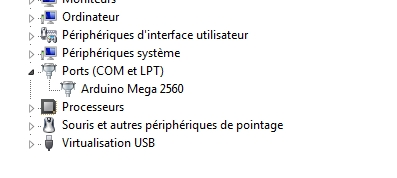 Moniteurs
Ordinateur
Périphériques d'interface utilisateur
Périphériques système
Ports (COM et LPT)
Arduino Mega 2560
Processeurs
Souris et autres périphériques de pointage
Virtualisation USB